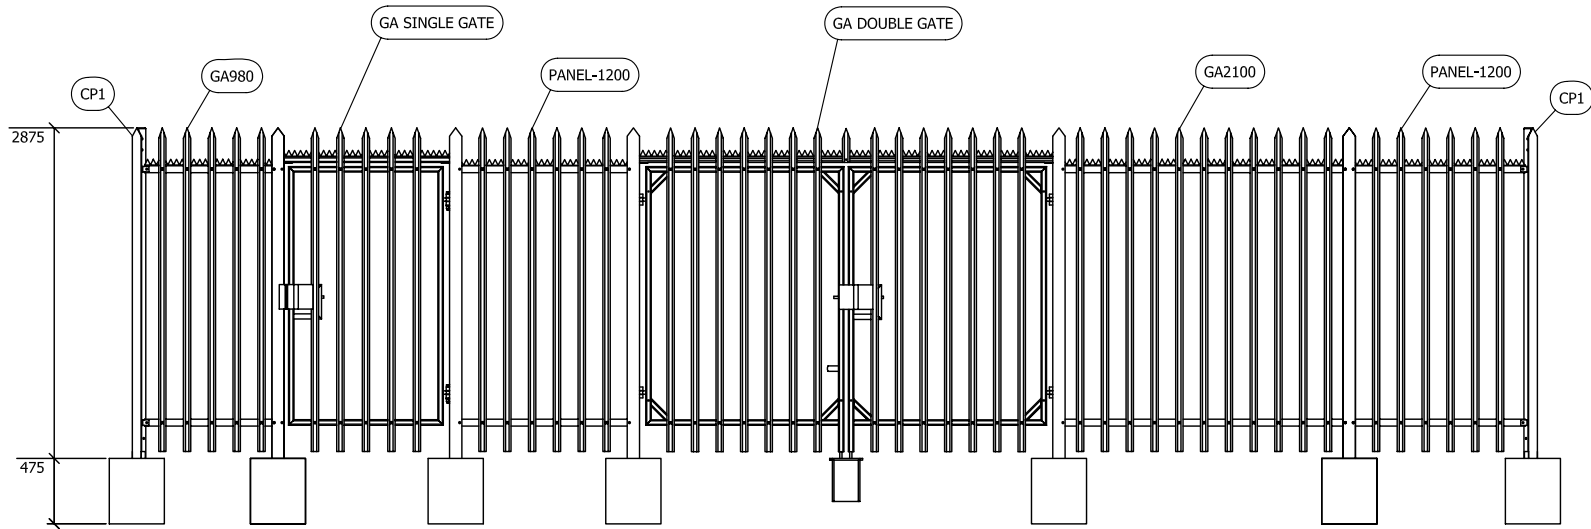 GA SINGLE GATE
GA DOUBLE GATE
GA980
PANEL-1200
GA2100
PANEL-1200
CP1
CP1
2875
475